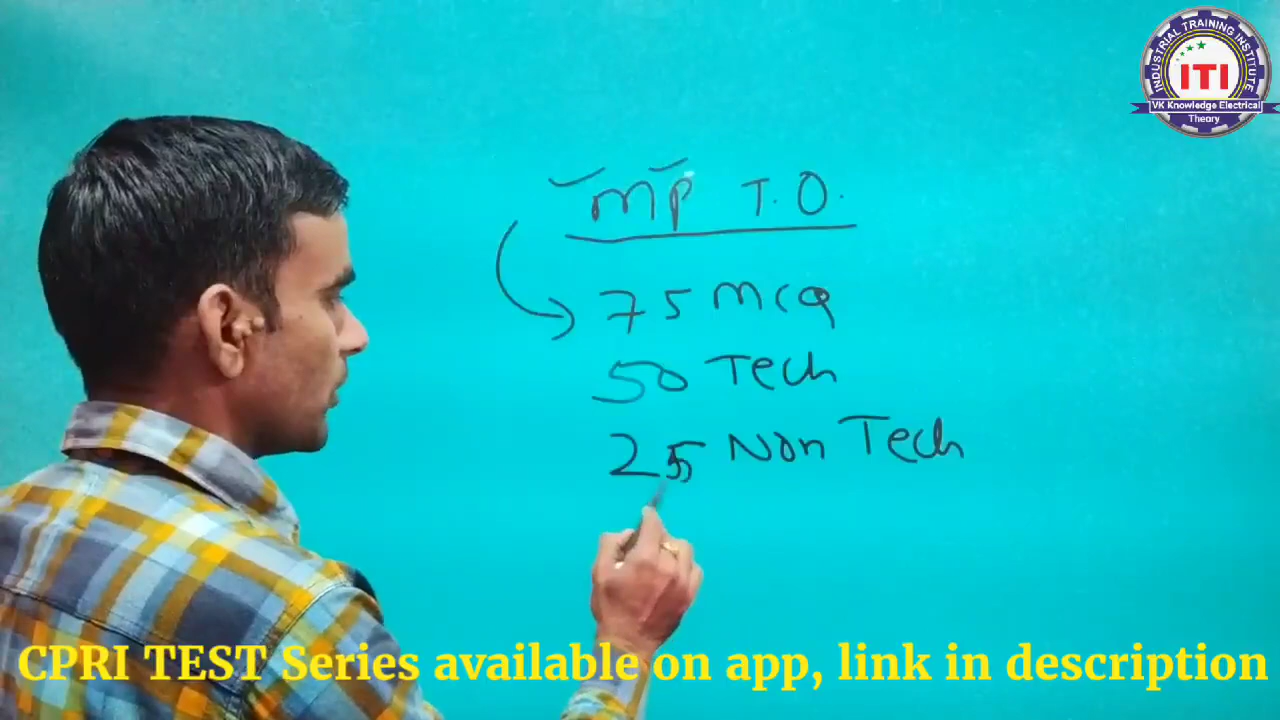 INDUSTRIAL TRAINING INSTITUTE
ITI
VK Knowledge Electrical
Theory
MP T.O.
75 MCQ
50 Tech
25 Non Tech
CPRI TEST Series available on app, link in description